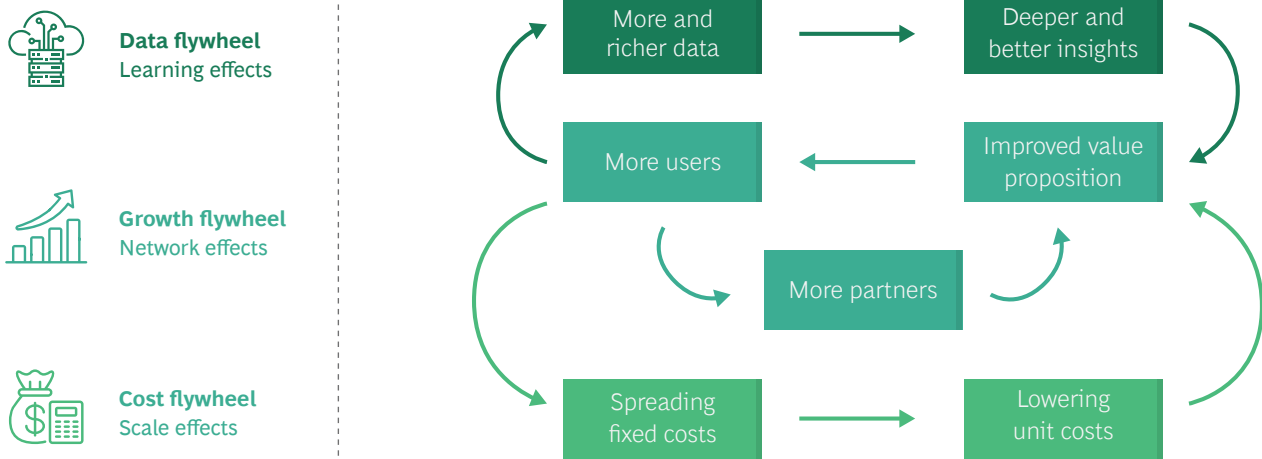 Data flywheel
Learning effects
Growth flywheel
Network effects
Cost flywheel
Scale effects
More and
richer data
Deeper and
better insights
More users
Improved value
proposition
More partners
Spreading
fixed costs
Lowering
unit costs
$